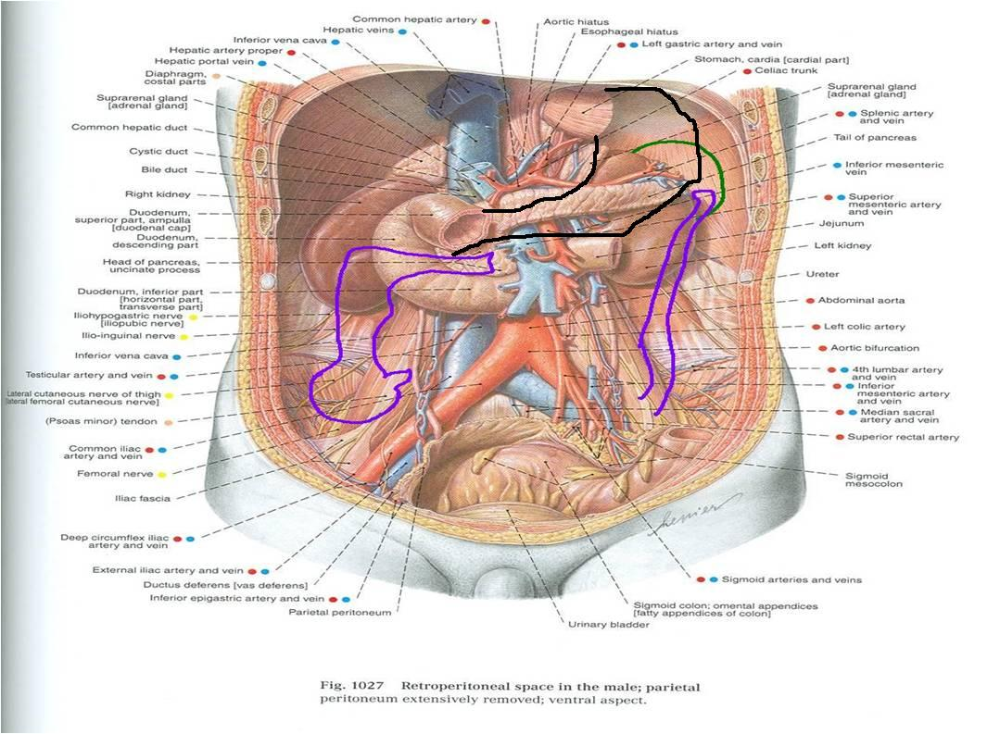 Common hepatic artery
Hepatic veins
Inferior vena cava
Hepatic artery proper
Hepatic portal vein
Diaphragm,
costal parts
Suprarenal gland
[adrenal gland]
Common hepatic duct
Cystic duct
Bile duct
Right kidney
Duodenum,
superior part, ampulla
[duodenal cap]
Duodenum,
descending part
Head of pancreas,
uncinate process
Duodenum, inferior part
[horizontal part,
transverse part]
Iliohypogastric nerve
[iliopubic nerve]
Ilio-inguinal nerve
Inferior vena cava
Testicular artery and vein
Lateral cutaneous nerve of thigh
lateral femoral cutaneous nerve]
(Psoas minor) tendon
Common iliac
artery and vein
Femoral nerve
Iliac fascia
Deep circumflex iliac
artery and vein
External iliac artery and vein
Ductus deferens [vas deferens]
Inferior epigastric artery and vein
Parietal peritoneum
Aortic hiatus
Esophageal hiatus
Left gastric artery and vein
Stomach, cardia [cardial part]
Celiac trunk
Suprarenal gland
[adrenal gland]
Splenic artery
and vein
Tail of pancreas
Inferior mesenteric
vein
Superior
mesenteric artery
and vein
Jejunum
Left kidney
Ureter
Abdominal aorta
Left colic artery
Aortic bifurcation
4th lumbar artery
and vein
Inferior
mesenteric artery
and vein
Median sacral
artery and vein
Superior rectal artery
Sigmoid
mesocolon
Sigmoid arteries and veins
Sigmoid colon; omental appendices
[fatty appendices of colon]
Urinary bladder
Fig. 1027 Retroperitoneal space in the male; parietal
peritoneum extensively removed; ventral aspect.